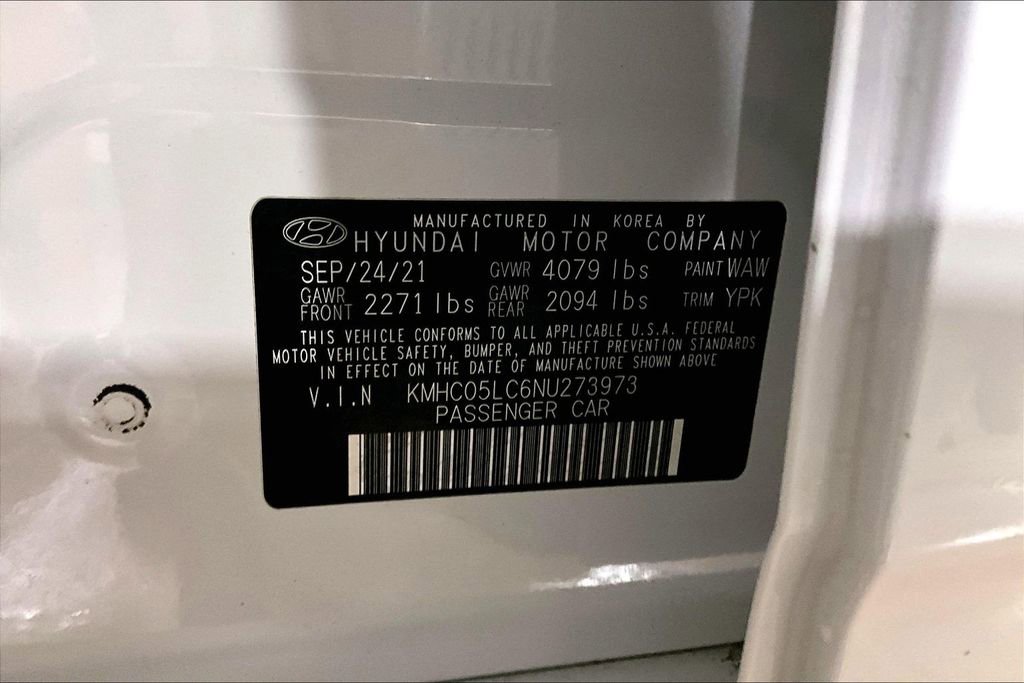 MANUFACTURED IN KOREA BY
HYUNDAI MOTOR COMPANY
SEP/24/21 GVWR 4079 lbs PAINT WAW
GAWR FRONT 2271 lbs GAWR REAR 2094 lbs TRIM YPK
THIS VEHICLE CONFORMS TO ALL APPLICABLE U.S.A. FEDERAL
MOTOR VEHICLE SAFETY, BUMPER, AND THEFT PREVENTION STANDARDS
IN EFFECT ON THE DATE OF MANUFACTURE SHOWN ABOVE
V.I.N KMHC05LC6NU273973
PASSENGER CAR